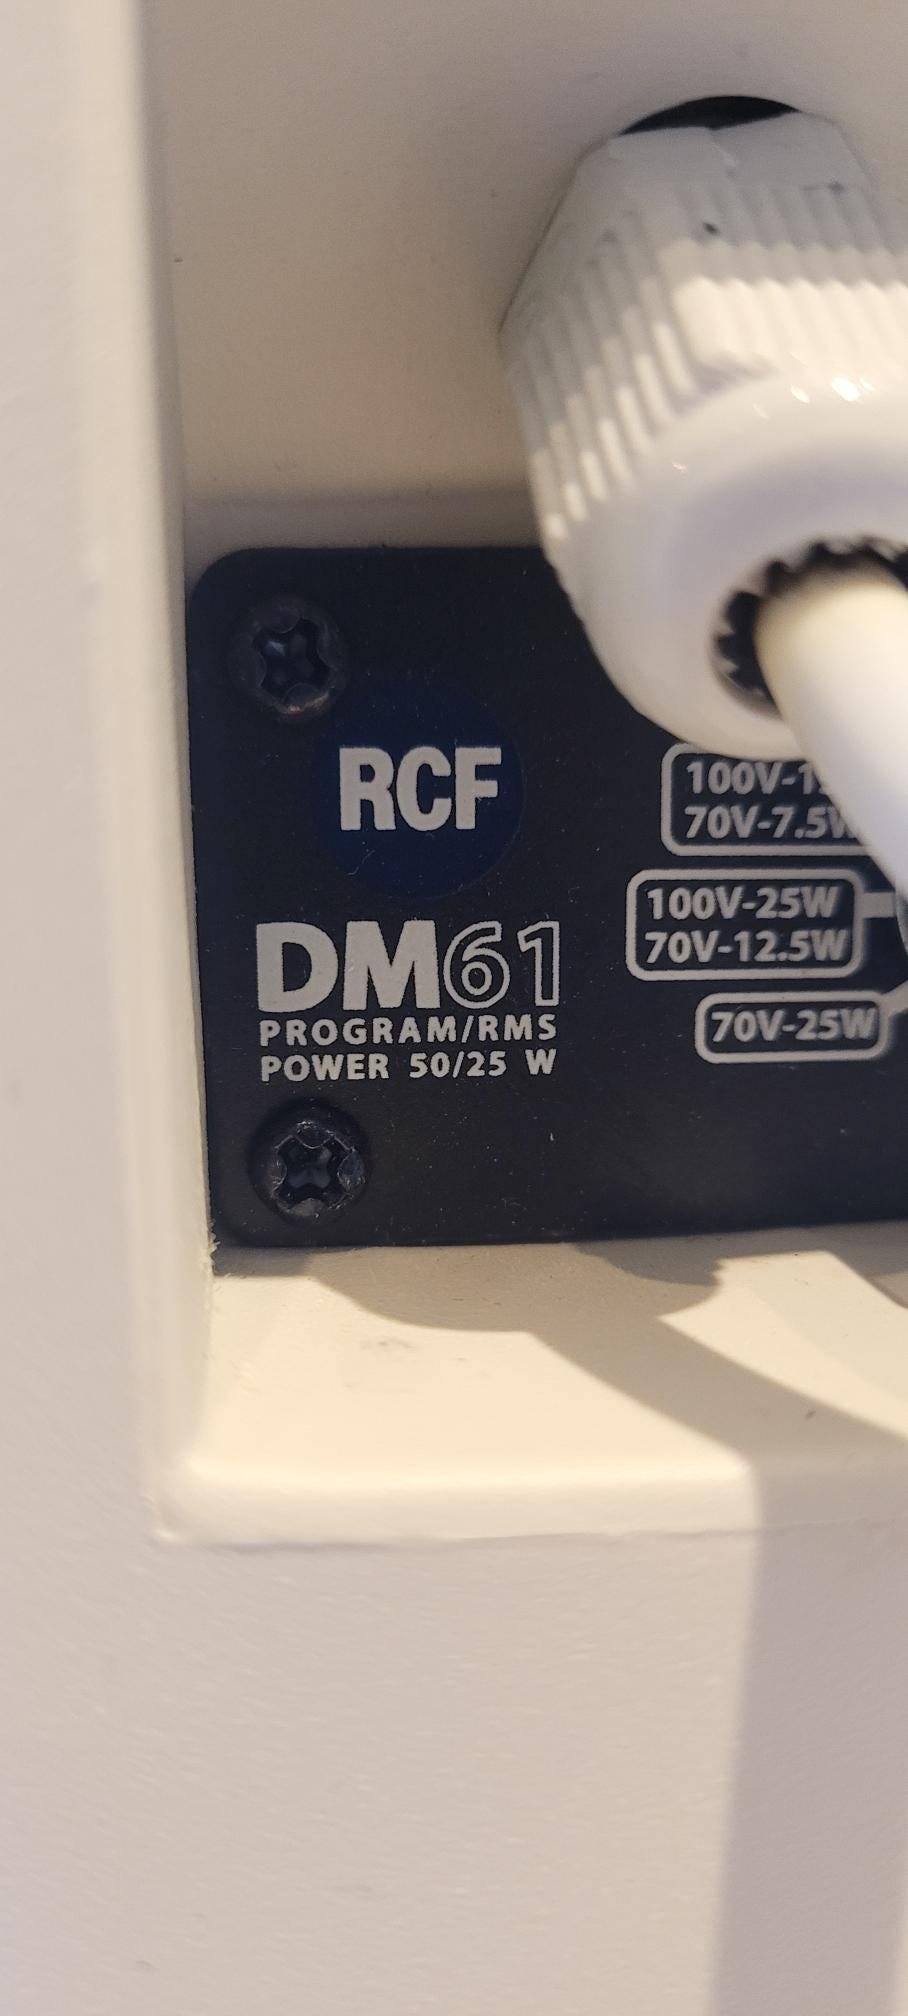 RCF
DM61
PROGRAM/RMS
POWER 50/25 W
70V-7.5W
100V-25W
70V-12.5W
70V-25W